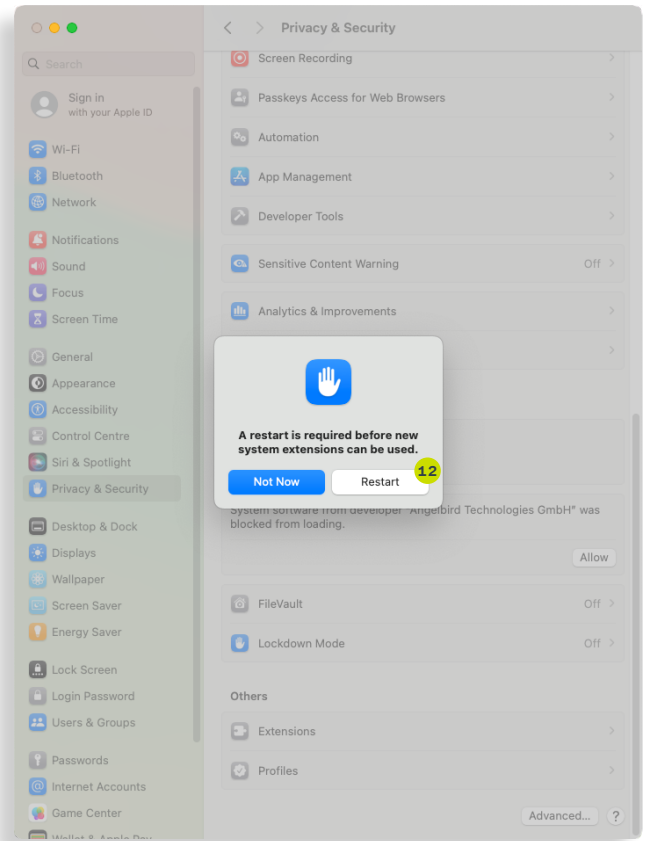 Privacy & Security
Search
Sign in
with your Apple ID
Wi-Fi
Bluetooth
Network
Notifications
Sound
Focus
Screen Time
General
Appearance
Accessibility
Control Centre
Siri & Spotlight
Privacy & Security
Desktop & Dock
Displays
Wallpaper
Screen Saver
Energy Saver
Lock Screen
Login Password
Users & Groups
Passwords
Internet Accounts
Game Center
Wallet & Apple Pay
Screen Recording
Passkeys Access for Web Browsers
Automation
App Management
Developer Tools
Sensitive Content Warning Off
Analytics & Improvements
A restart is required before new
system extensions can be used.
Not Now Restart 12
System software from developer "Angelbird Technologies GmbH" was
blocked from loading.
Allow
FileVault Off
Lockdown Mode Off
Others
Extensions
Profiles
Advanced... ?